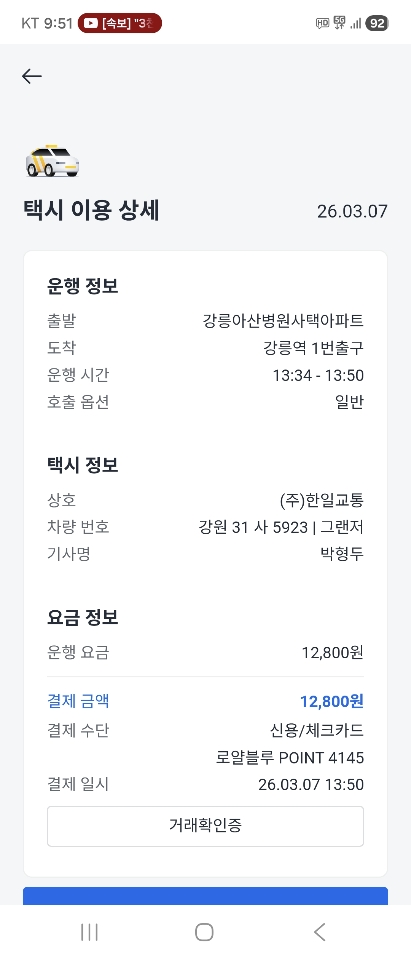 KT 9:51 [속보] "3
HD 5G 92
택시 이용 상세 26.03.07
운행 정보
출발 강릉아산병원사택아파트
도착 강릉역 1번출구
운행 시간 13:34 - 13:50
호출 옵션 일반
택시 정보
상호 (주)한일교통
차량 번호 강원 31 사 5923 | 그랜저
기사명 박형두
요금 정보
운행 요금 12,800원
결제 금액 12,800원
결제 수단 신용/체크카드
로얄블루 POINT 4145
결제 일시 26.03.07 13:50
거래확인증